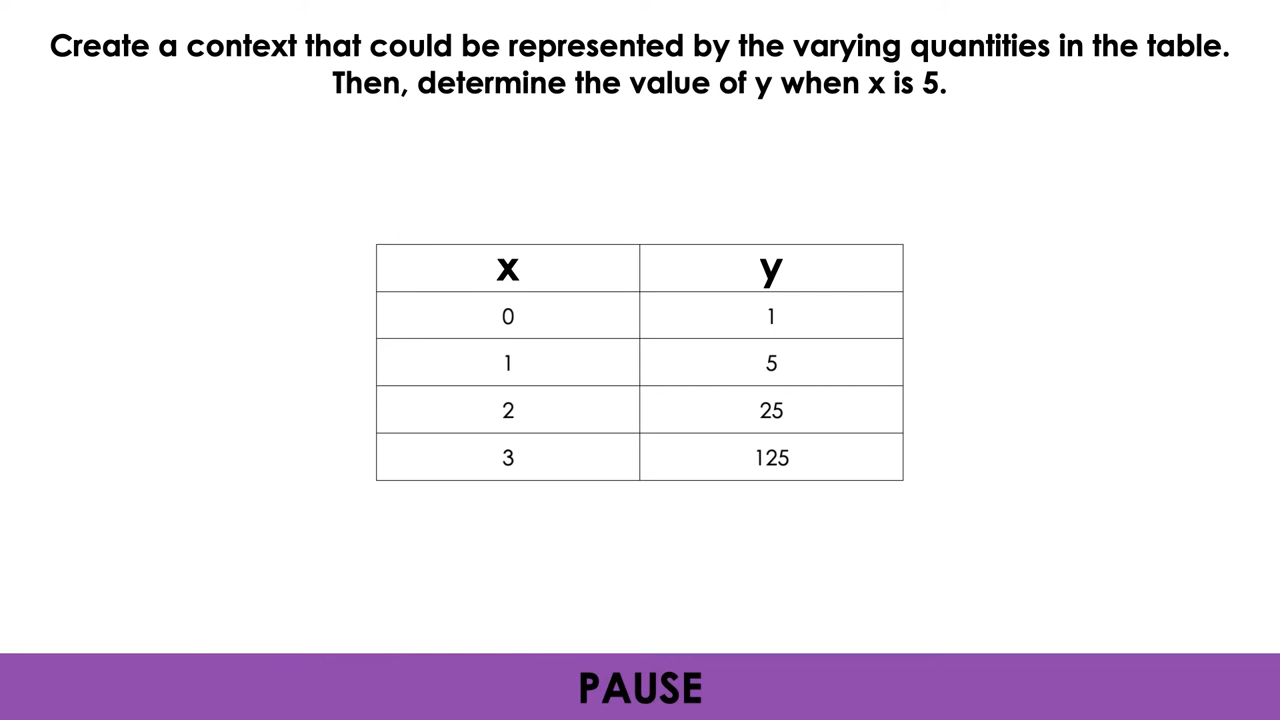 Create a context that could be represented by the varying quantities in the table.
Then, determine the value of y when x is 5.
x y
0 1
1 5
2 25
3 125
PAUSE